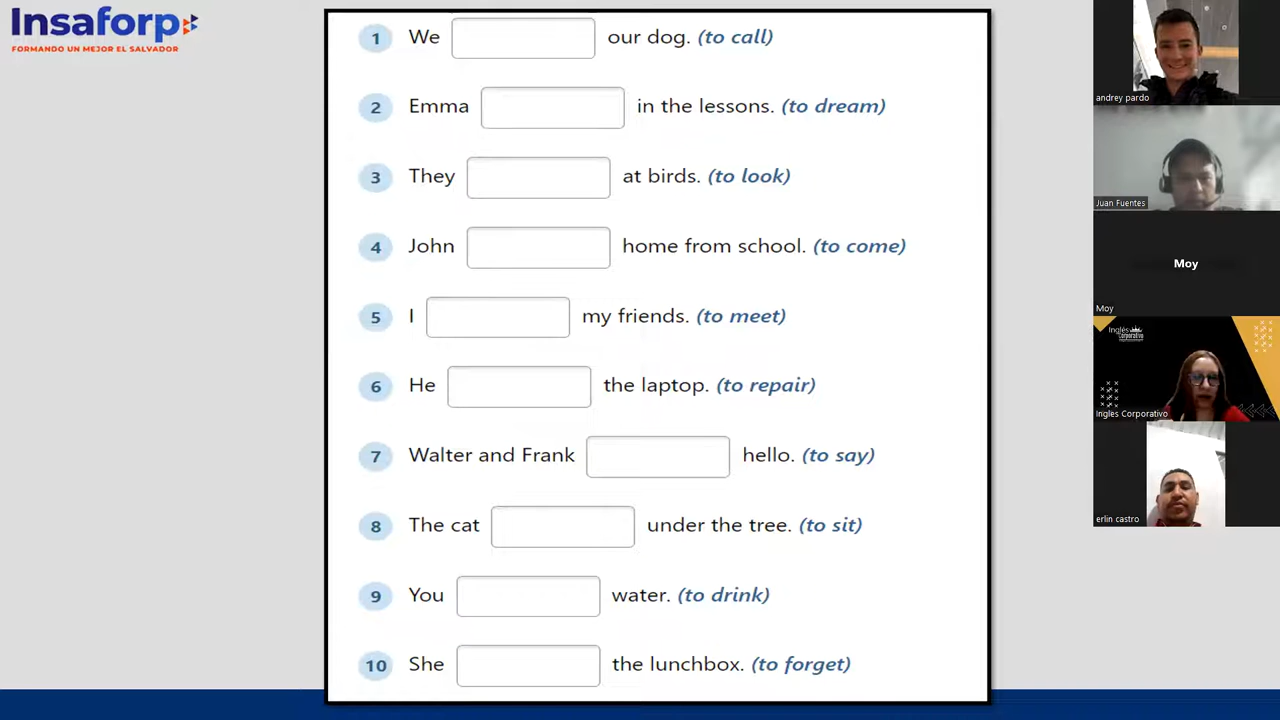 Insaforp
FORMANDO UN MEJOR EL SALVADOR
1 We our dog. (to call)
2 Emma in the lessons. (to dream)
3 They at birds. (to look)
4 John home from school. (to come)
5 I my friends. (to meet)
6 He the laptop. (to repair)
7 Walter and Frank hello. (to say)
8 The cat under the tree. (to sit)
9 You water. (to drink)
10 She the lunchbox. (to forget)
andrey pardo
Juan Fuentes
Moy
Moy
Inglés
Corporativo
Ingles Corporativo
erlin castro